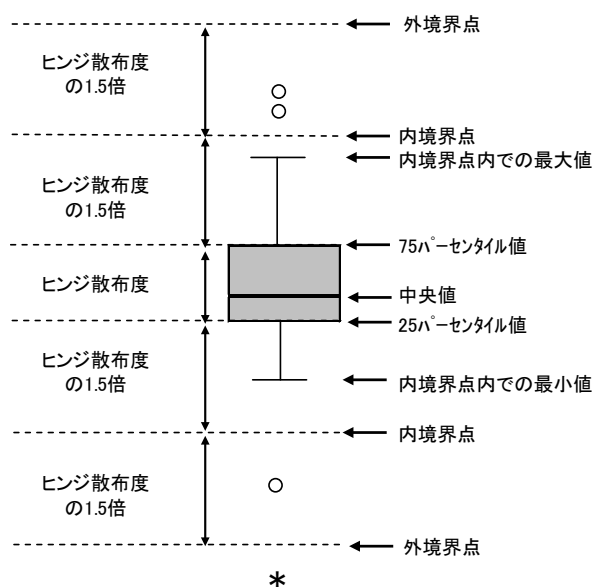 外境界点
ヒンジ散布度
の1.5倍
内境界点
内境界点内での最大値
ヒンジ散布度
の1.5倍
75ﾊﾟｰｾﾝﾀｲﾙ値
ヒンジ散布度
中央値
25ﾊﾟｰｾﾝﾀｲﾙ値
ヒンジ散布度
の1.5倍
内境界点内での最小値
内境界点
ヒンジ散布度
の1.5倍
外境界点
*